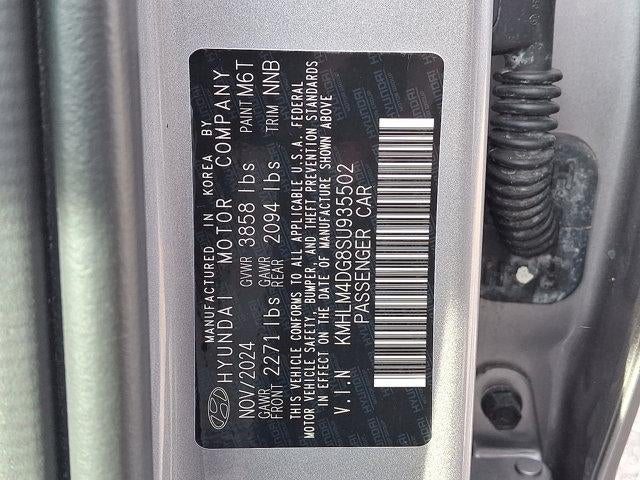 MANUFACTURED IN KOREA BY
HYUNDAI MOTOR COMPANY
NOV/2024 GVWR 3858 lbs PAINT M6T
GAWR FRONT 2271 lbs GAWR REAR 2094 lbs TRIM NNB
THIS VEHICLE CONFORMS TO ALL APPLICABLE U.S.A. FEDERAL
MOTOR VEHICLE SAFETY, BUMPER, AND THEFT PREVENTION STANDARDS
IN EFFECT ON THE DATE OF MANUFACTURE SHOWN ABOVE
V.I.N KMHLM4DG8SU935502
PASSENGER CAR